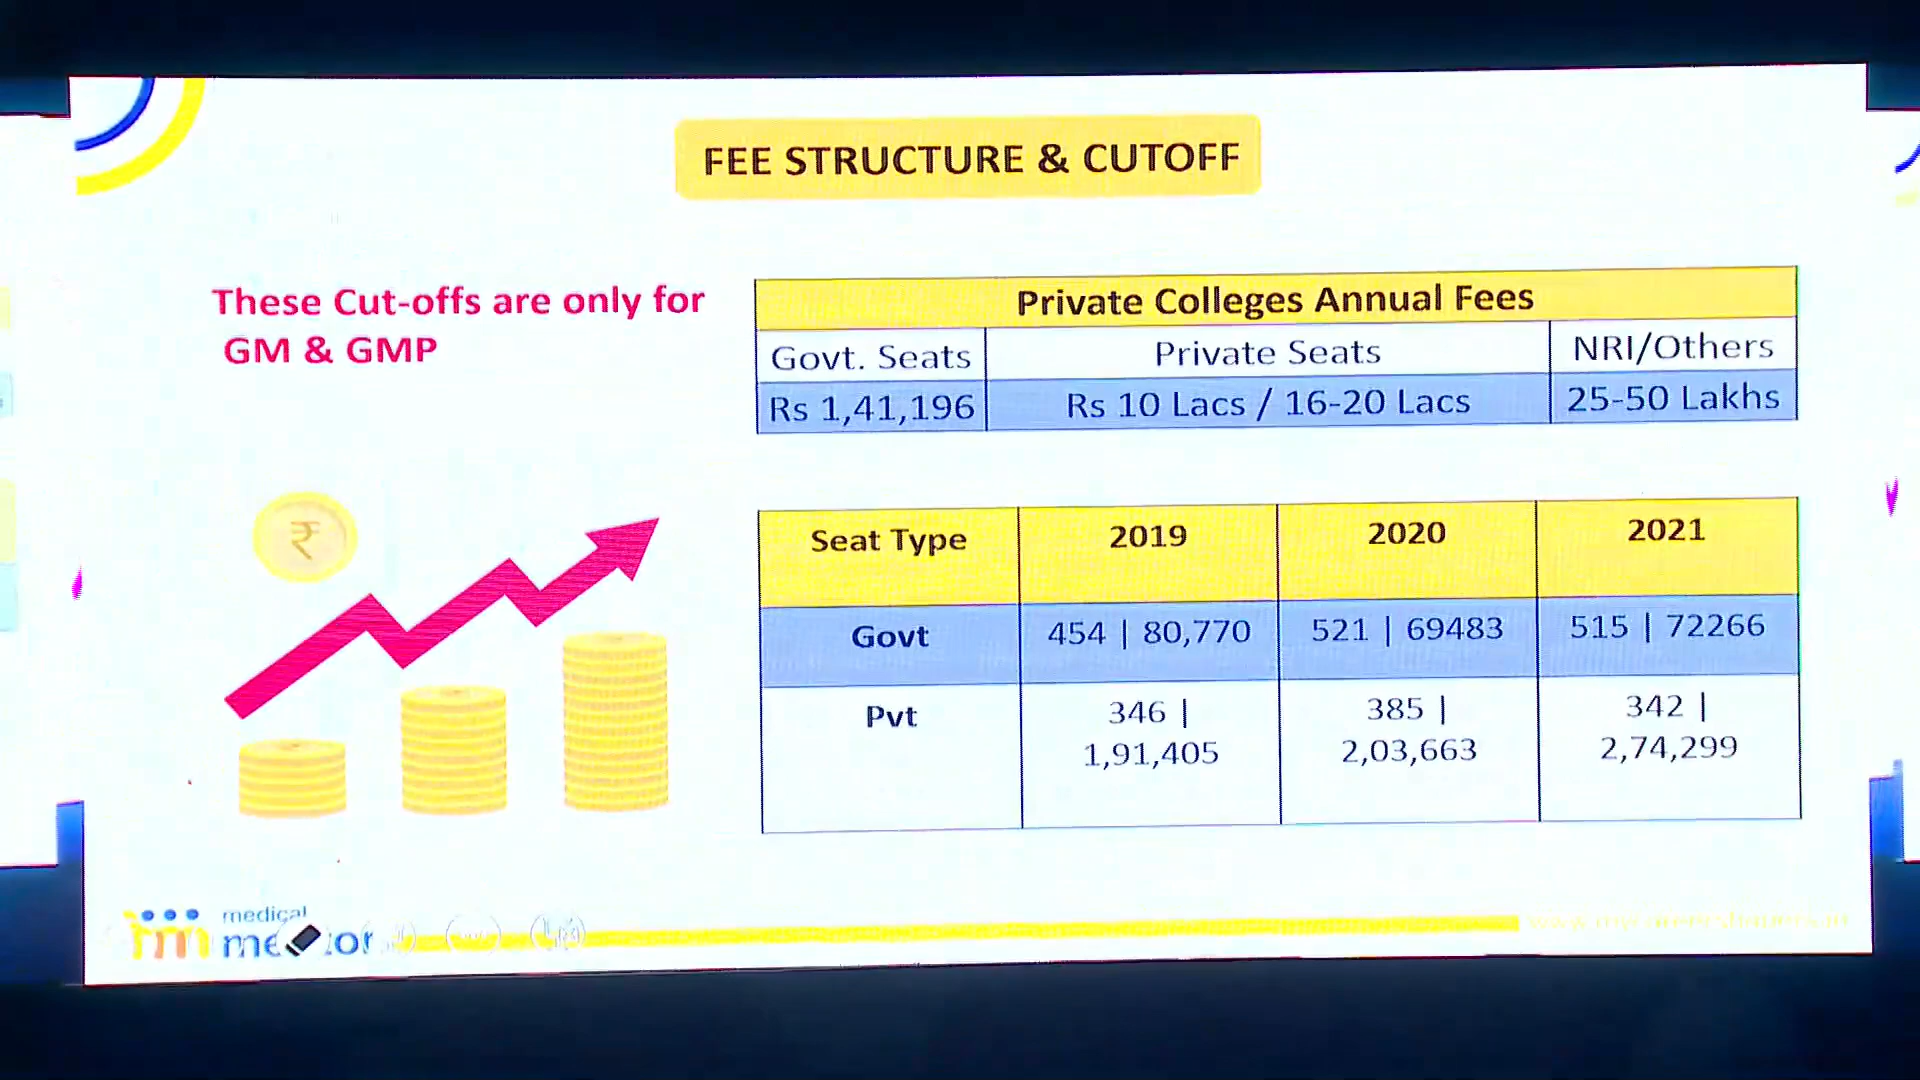 FEE STRUCTURE & CUTOFF
These Cut-offs are only for
GM & GMP
Private Colleges Annual Fees
Govt. Seats Private Seats NRI/Others
Rs 1,41,196 Rs 10 Lacs / 16-20 Lacs 25-50 Lakhs
₹
Seat Type 2019 2020 2021
Govt 454 | 80,770 521 | 69483 515 | 72266
Pvt 346 | 385 | 342 |
1,91,405 2,03,663 2,74,299
medical